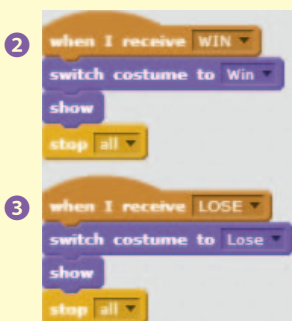 2
when I receive WIN
switch costume to Win
show
stop all
3
when I receive LOSE
switch costume to Lose
show
stop all